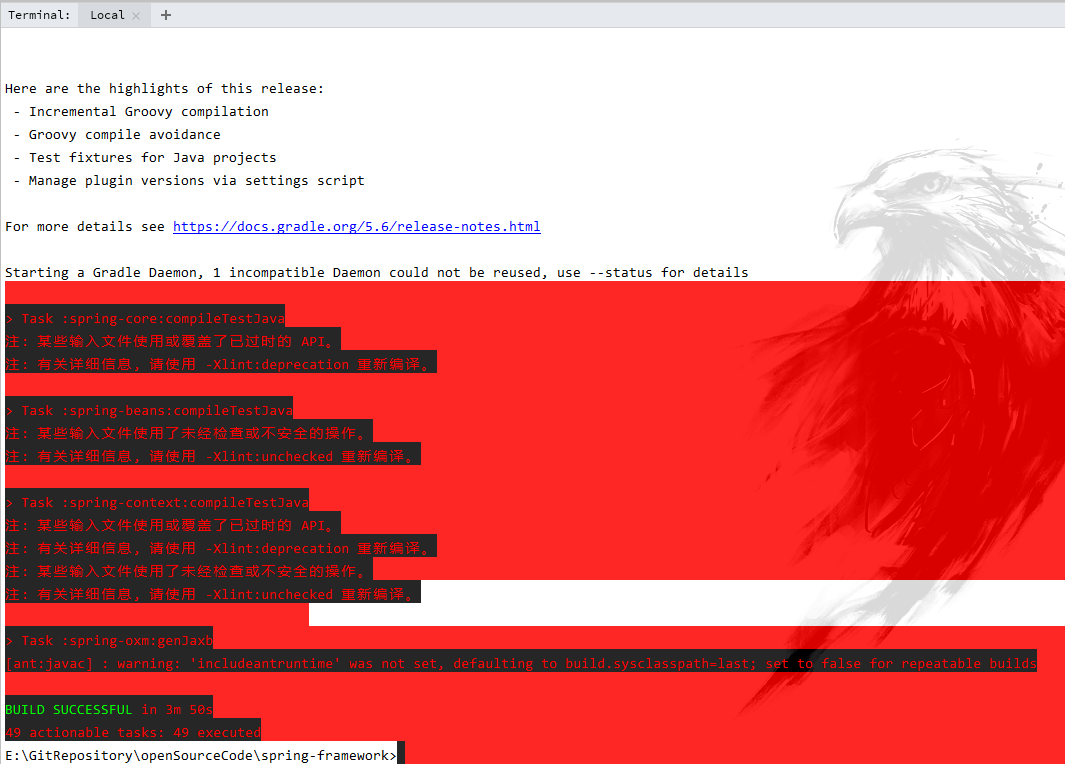 Terminal: Local × +
Here are the highlights of this release:
- Incremental Groovy compilation
- Groovy compile avoidance
- Test fixtures for Java projects
- Manage plugin versions via settings script
For more details see https://docs.gradle.org/5.6/release-notes.html
Starting a Gradle Daemon, 1 incompatible Daemon could not be reused, use --status for details
> Task :spring-core:compileTestJava
注: 某些输入文件使用或覆盖了已过时的 API。
注: 有关详细信息, 请使用 -Xlint:deprecation 重新编译。
> Task :spring-beans:compileTestJava
注: 某些输入文件使用了未经检查或不安全的操作。
注: 有关详细信息, 请使用 -Xlint:unchecked 重新编译。
> Task :spring-context:compileTestJava
注: 某些输入文件使用或覆盖了已过时的 API。
注: 有关详细信息, 请使用 -Xlint:deprecation 重新编译。
注: 某些输入文件使用了未经检查或不安全的操作。
注: 有关详细信息, 请使用 -Xlint:unchecked 重新编译。
> Task :spring-oxm:genJaxb
[ant:javac] : warning: 'includeantruntime' was not set, defaulting to build.sysclasspath=last; set to false for repeatable builds
BUILD SUCCESSFUL in 3m 50s
49 actionable tasks: 49 executed
E:\GitRepository\openSourceCode\spring-framework>